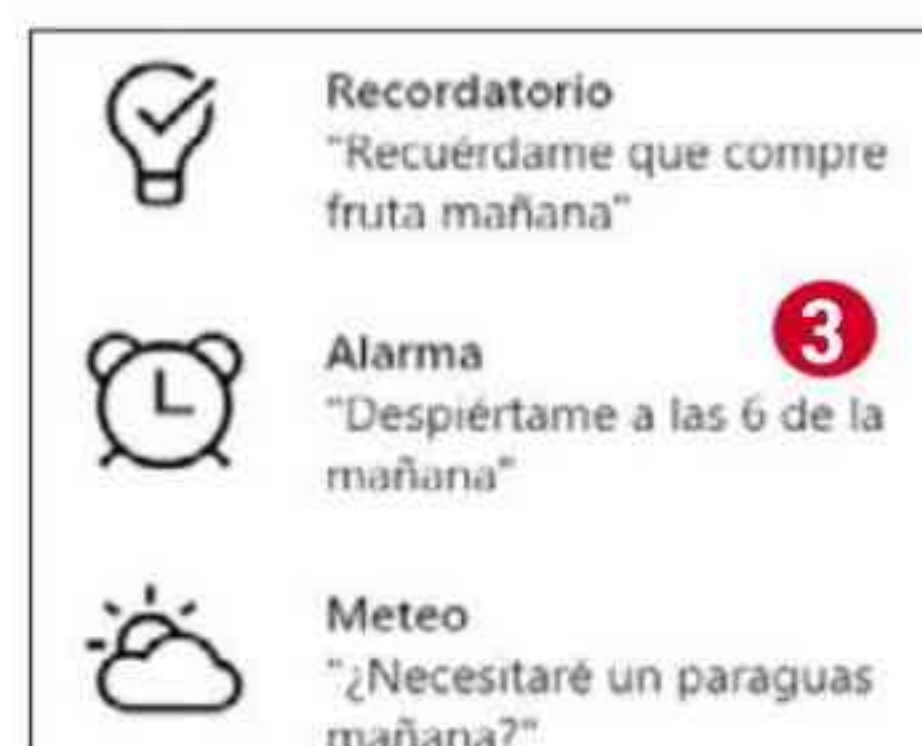 Recordatorio
"Recuérdame que compre
fruta mañana"
3
Alarma
"Despiértame a las 6 de la
mañana"
Meteo
"¿Necesitaré un paraguas
mañana?"